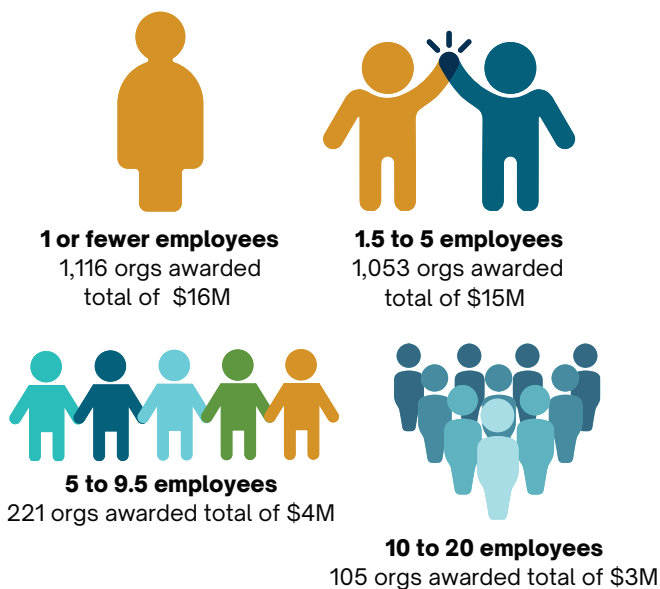 1 or fewer employees
1,116 orgs awarded
total of $16M
1.5 to 5 employees
1,053 orgs awarded
total of $15M
5 to 9.5 employees
221 orgs awarded total of $4M
10 to 20 employees
105 orgs awarded total of $3M